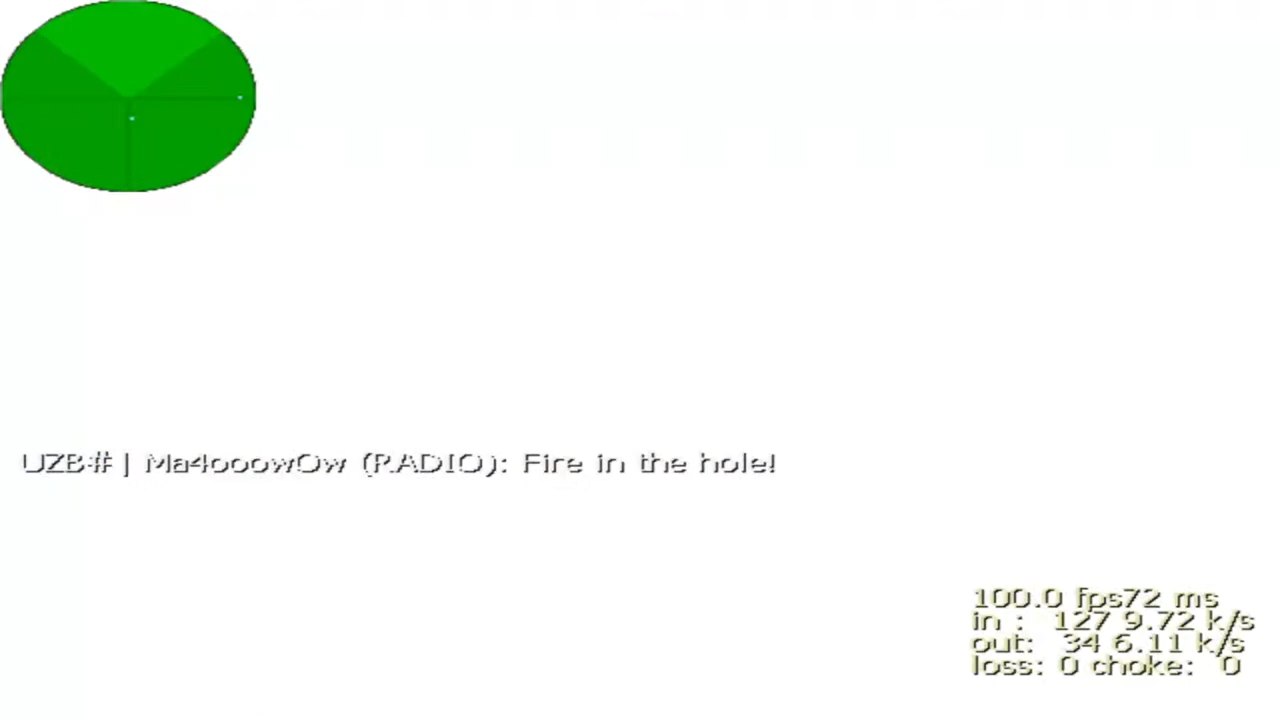 UZB# | Ma4ooowOw (RADIO): Fire in the hole!
100.0 fps72 ms
in : 127 9.72 k/s
out: 34 6.11 k/s
loss: 0 choke: 0